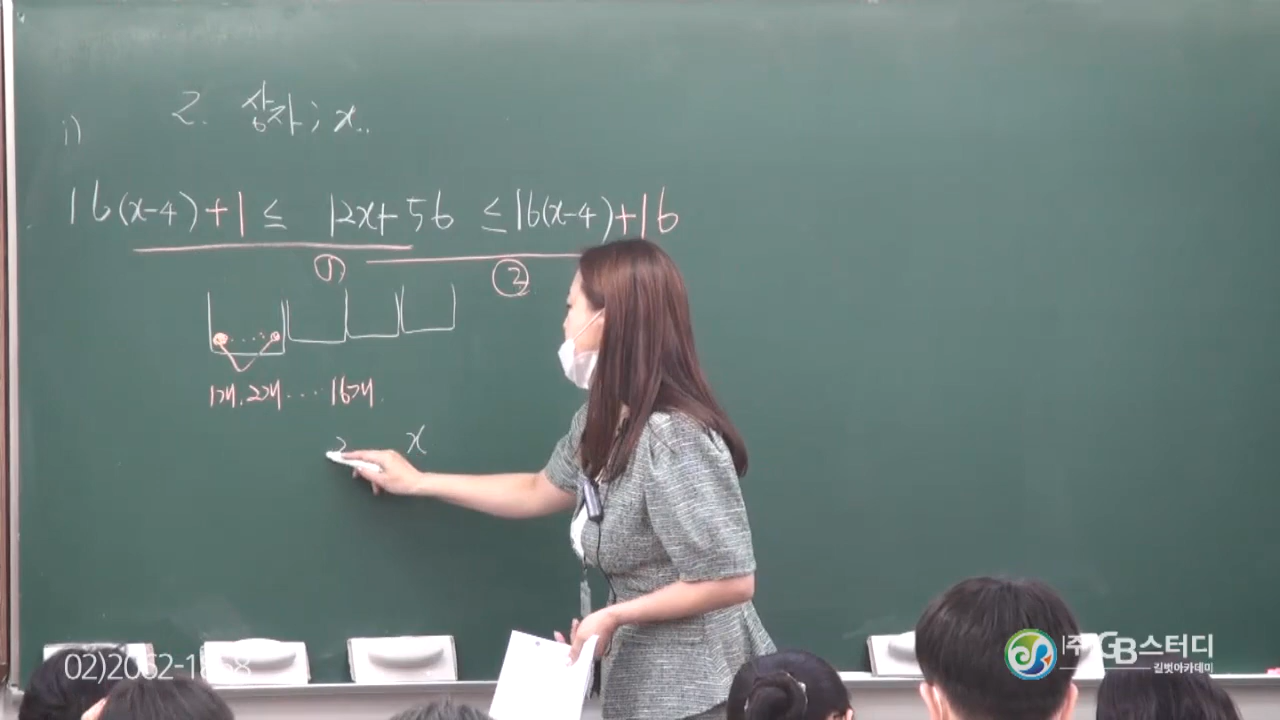 2. 상자 ; x..
i)
16(x-4)+1 ≤ 12x+56 ≤ 16(x-4)+16
① ②
1개, 2개 ... 16개.
x
(주)GB스터디
길벗아카데미